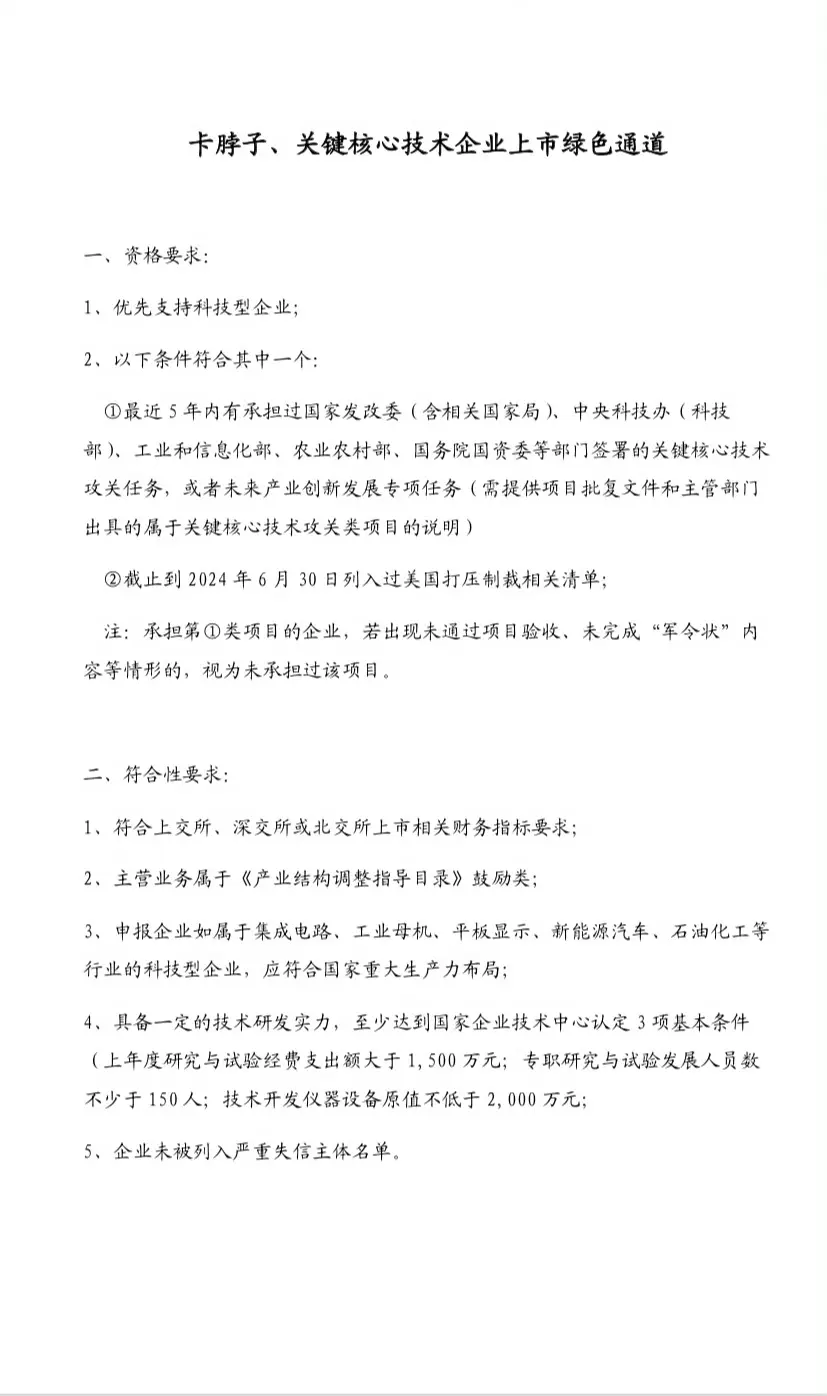 卡脖子、关键核心技术企业上市绿色通道
一、资格要求：
1、优先支持科技型企业；
2、以下条件符合其中一个：
①最近 5 年内有承担过国家发改委（含相关国家局）、中央科技办（科技
部）、工业和信息化部、农业农村部、国务院国资委等部门签署的关键核心技术
攻关任务，或者未来产业创新发展专项任务（需提供项目批复文件和主管部门
出具的属于关键核心技术攻关类项目的说明）
②截止到 2024 年 6 月 30 日列入过美国打压制裁相关清单；
注：承担第①类项目的企业，若出现未通过项目验收、未完成“军令状”内
容等情形的，视为未承担过该项目。
二、符合性要求：
1、符合上交所、深交所或北交所上市相关财务指标要求；
2、主营业务属于《产业结构调整指导目录》鼓励类；
3、申报企业如属于集成电路、工业母机、平板显示、新能源汽车、石油化工等
行业的科技型企业，应符合国家重大生产力布局；
4、具备一定的技术研发实力，至少达到国家企业技术中心认定 3 项基本条件
（上年度研究与试验经费支出额大于 1,500 万元；专职研究与试验发展人员数
不少于 150 人；技术开发仪器设备原值不低于 2,000 万元；
5、企业未被列入严重失信主体名单。